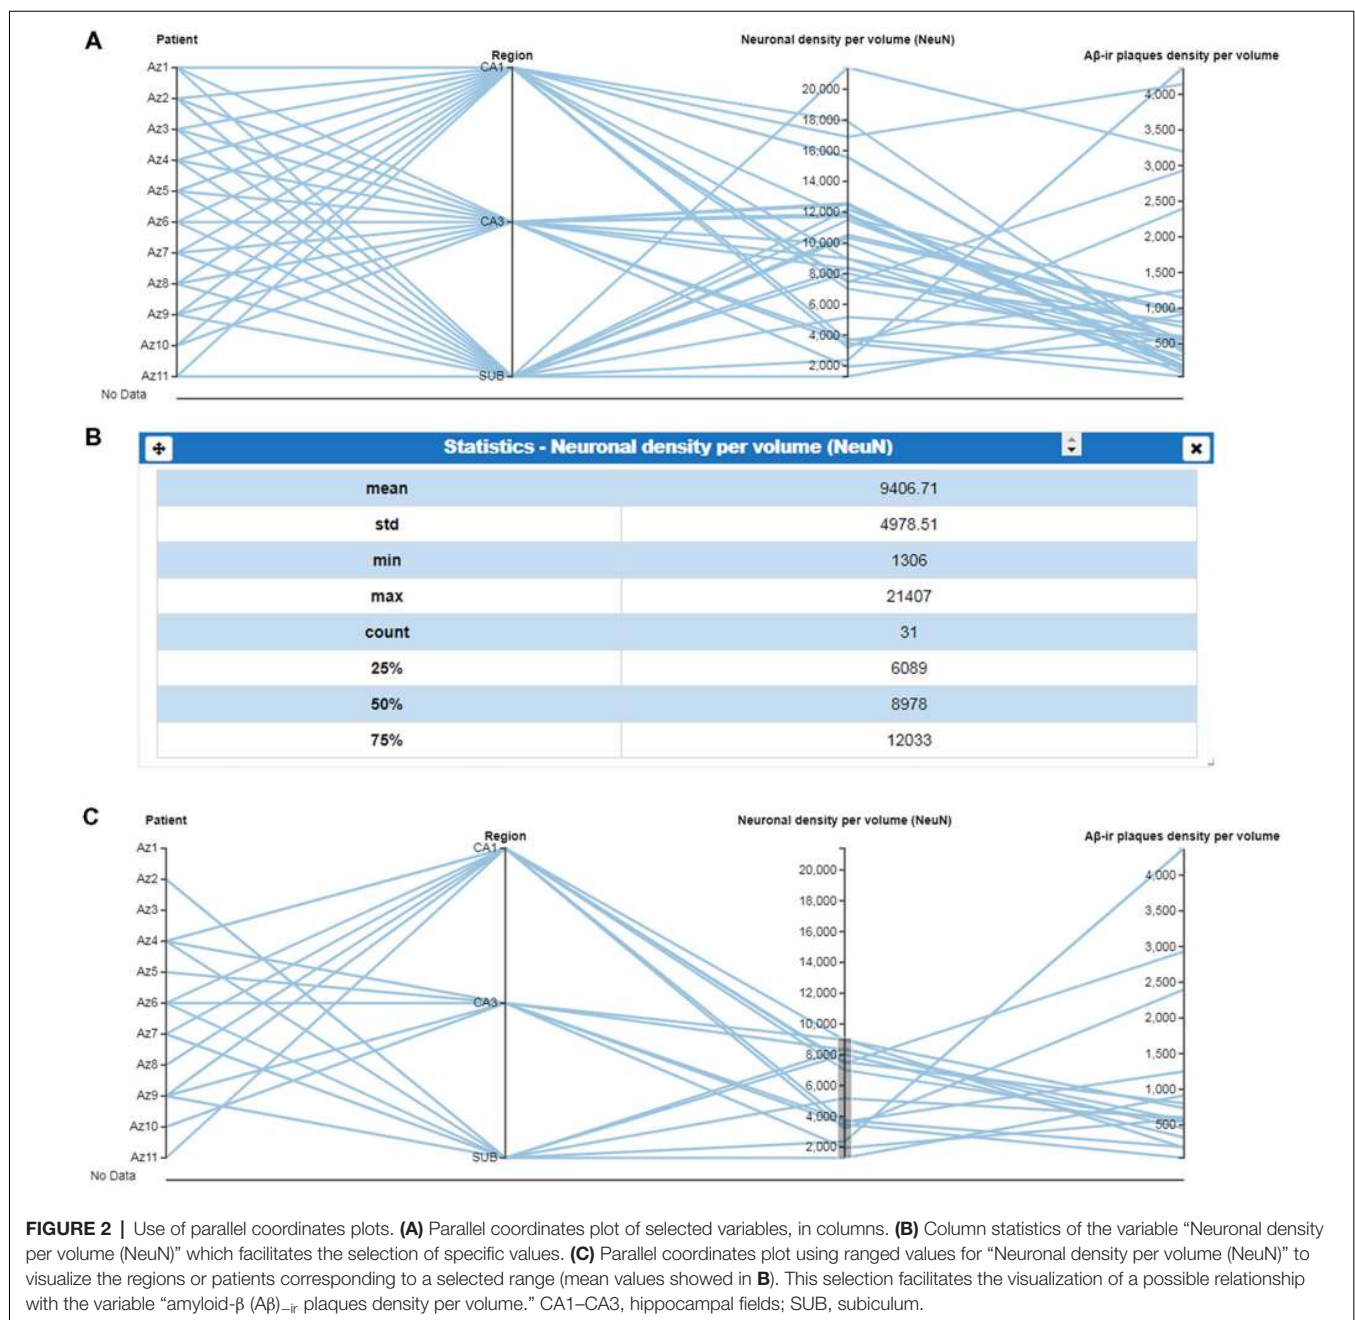 A
Patient
Region
Neuronal density per volume (NeuN)
Aβ-ir plaques density per volume
Az1
Az2
Az3
Az4
Az5
Az6
Az7
Az8
Az9
Az10
Az11
No Data
CA1
CA3
SUB
20,000
18,000
16,000
14,000
12,000
10,000
8,000
6,000
4,000
2,000
4,000
3,500
3,000
2,500
2,000
1,500
1,000
500
B
Statistics - Neuronal density per volume (NeuN)
mean 9406.71
std 4978.51
min 1306
max 21407
count 31
25% 6089
50% 8978
75% 12033
C
Patient
Region
Neuronal density per volume (NeuN)
Aβ-ir plaques density per volume
Az1
Az2
Az3
Az4
Az5
Az6
Az7
Az8
Az9
Az10
Az11
No Data
CA1
CA3
SUB
20,000
18,000
16,000
14,000
12,000
10,000
8,000
6,000
4,000
2,000
4,000
3,500
3,000
2,500
2,000
1,500
1,000
500
FIGURE 2 | Use of parallel coordinates plots. (A) Parallel coordinates plot of selected variables, in columns. (B) Column statistics of the variable “Neuronal density
per volume (NeuN)” which facilitates the selection of specific values. (C) Parallel coordinates plot using ranged values for “Neuronal density per volume (NeuN)” to
visualize the regions or patients corresponding to a selected range (mean values showed in B). This selection facilitates the visualization of a possible relationship
with the variable “amyloid-β (Aβ)−ir plaques density per volume.” CA1–CA3, hippocampal fields; SUB, subiculum.